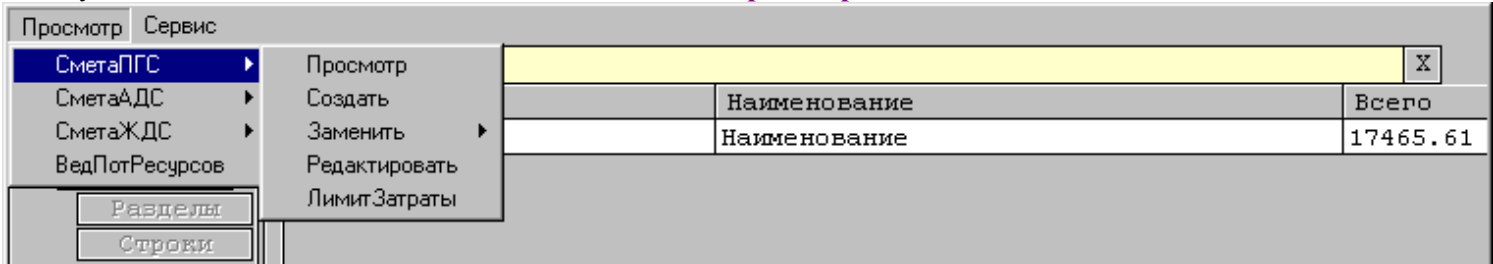 Просмотр Сервис
СметаПГС Просмотр X
СметаАДС Создать Наименование Всего
СметаЖДС Заменить Наименование 17465.61
ВедПотРесурсов Редактировать
Разделы ЛимитЗатраты
Строки